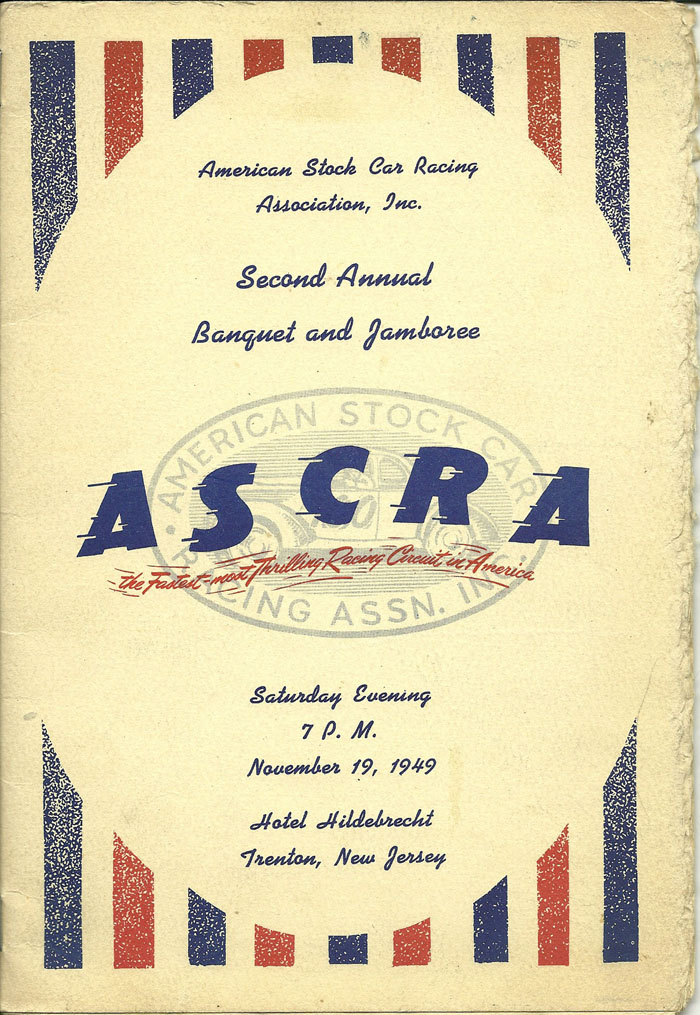 American Stock Car Racing
Association, Inc.
Second Annual
Banquet and Jamboree
AMERICAN STOCK CAR
ASCRA
the Fastest-most Thrilling Racing Circuit in America
RACING ASSN. INC.
Saturday Evening
7 P. M.
November 19, 1949
Hotel Hildebrecht
Trenton, New Jersey